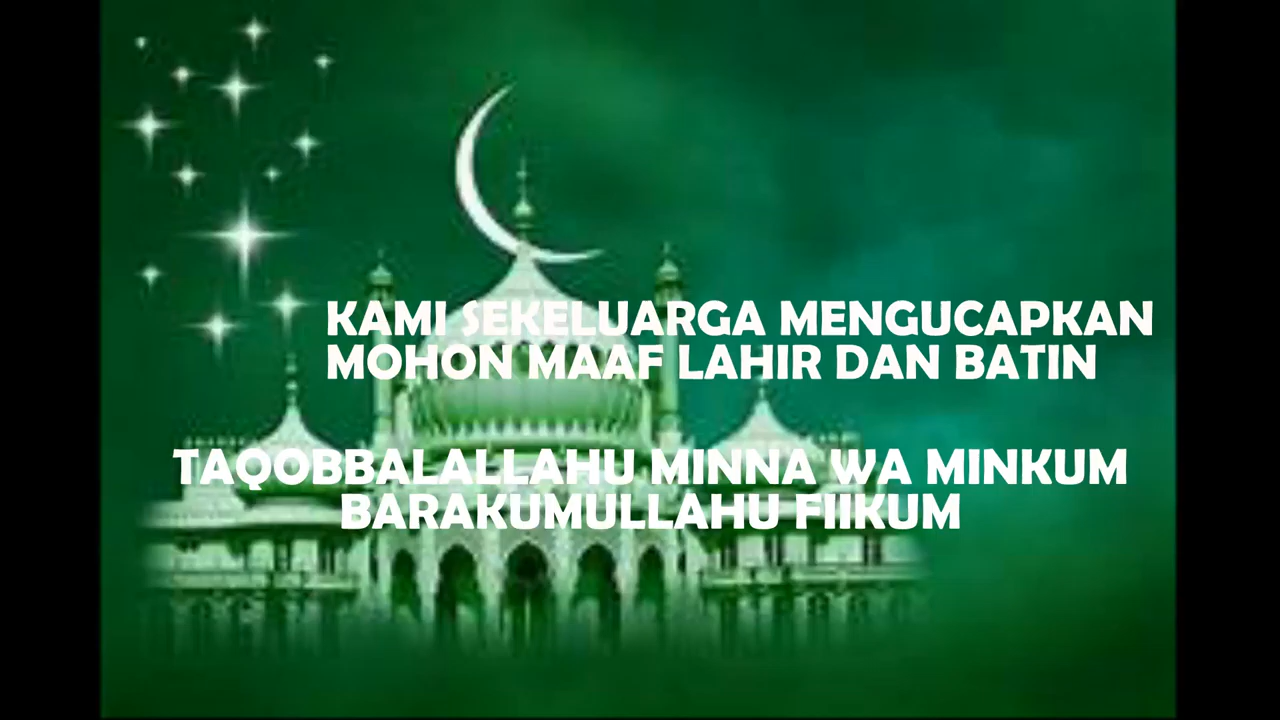 KAMI SEKELUARGA MENGUCAPKAN
MOHON MAAF LAHIR DAN BATIN
TAQOBBALALLAHU MINNA WA MINKUM
BARAKUMULLAHU FIIKUM